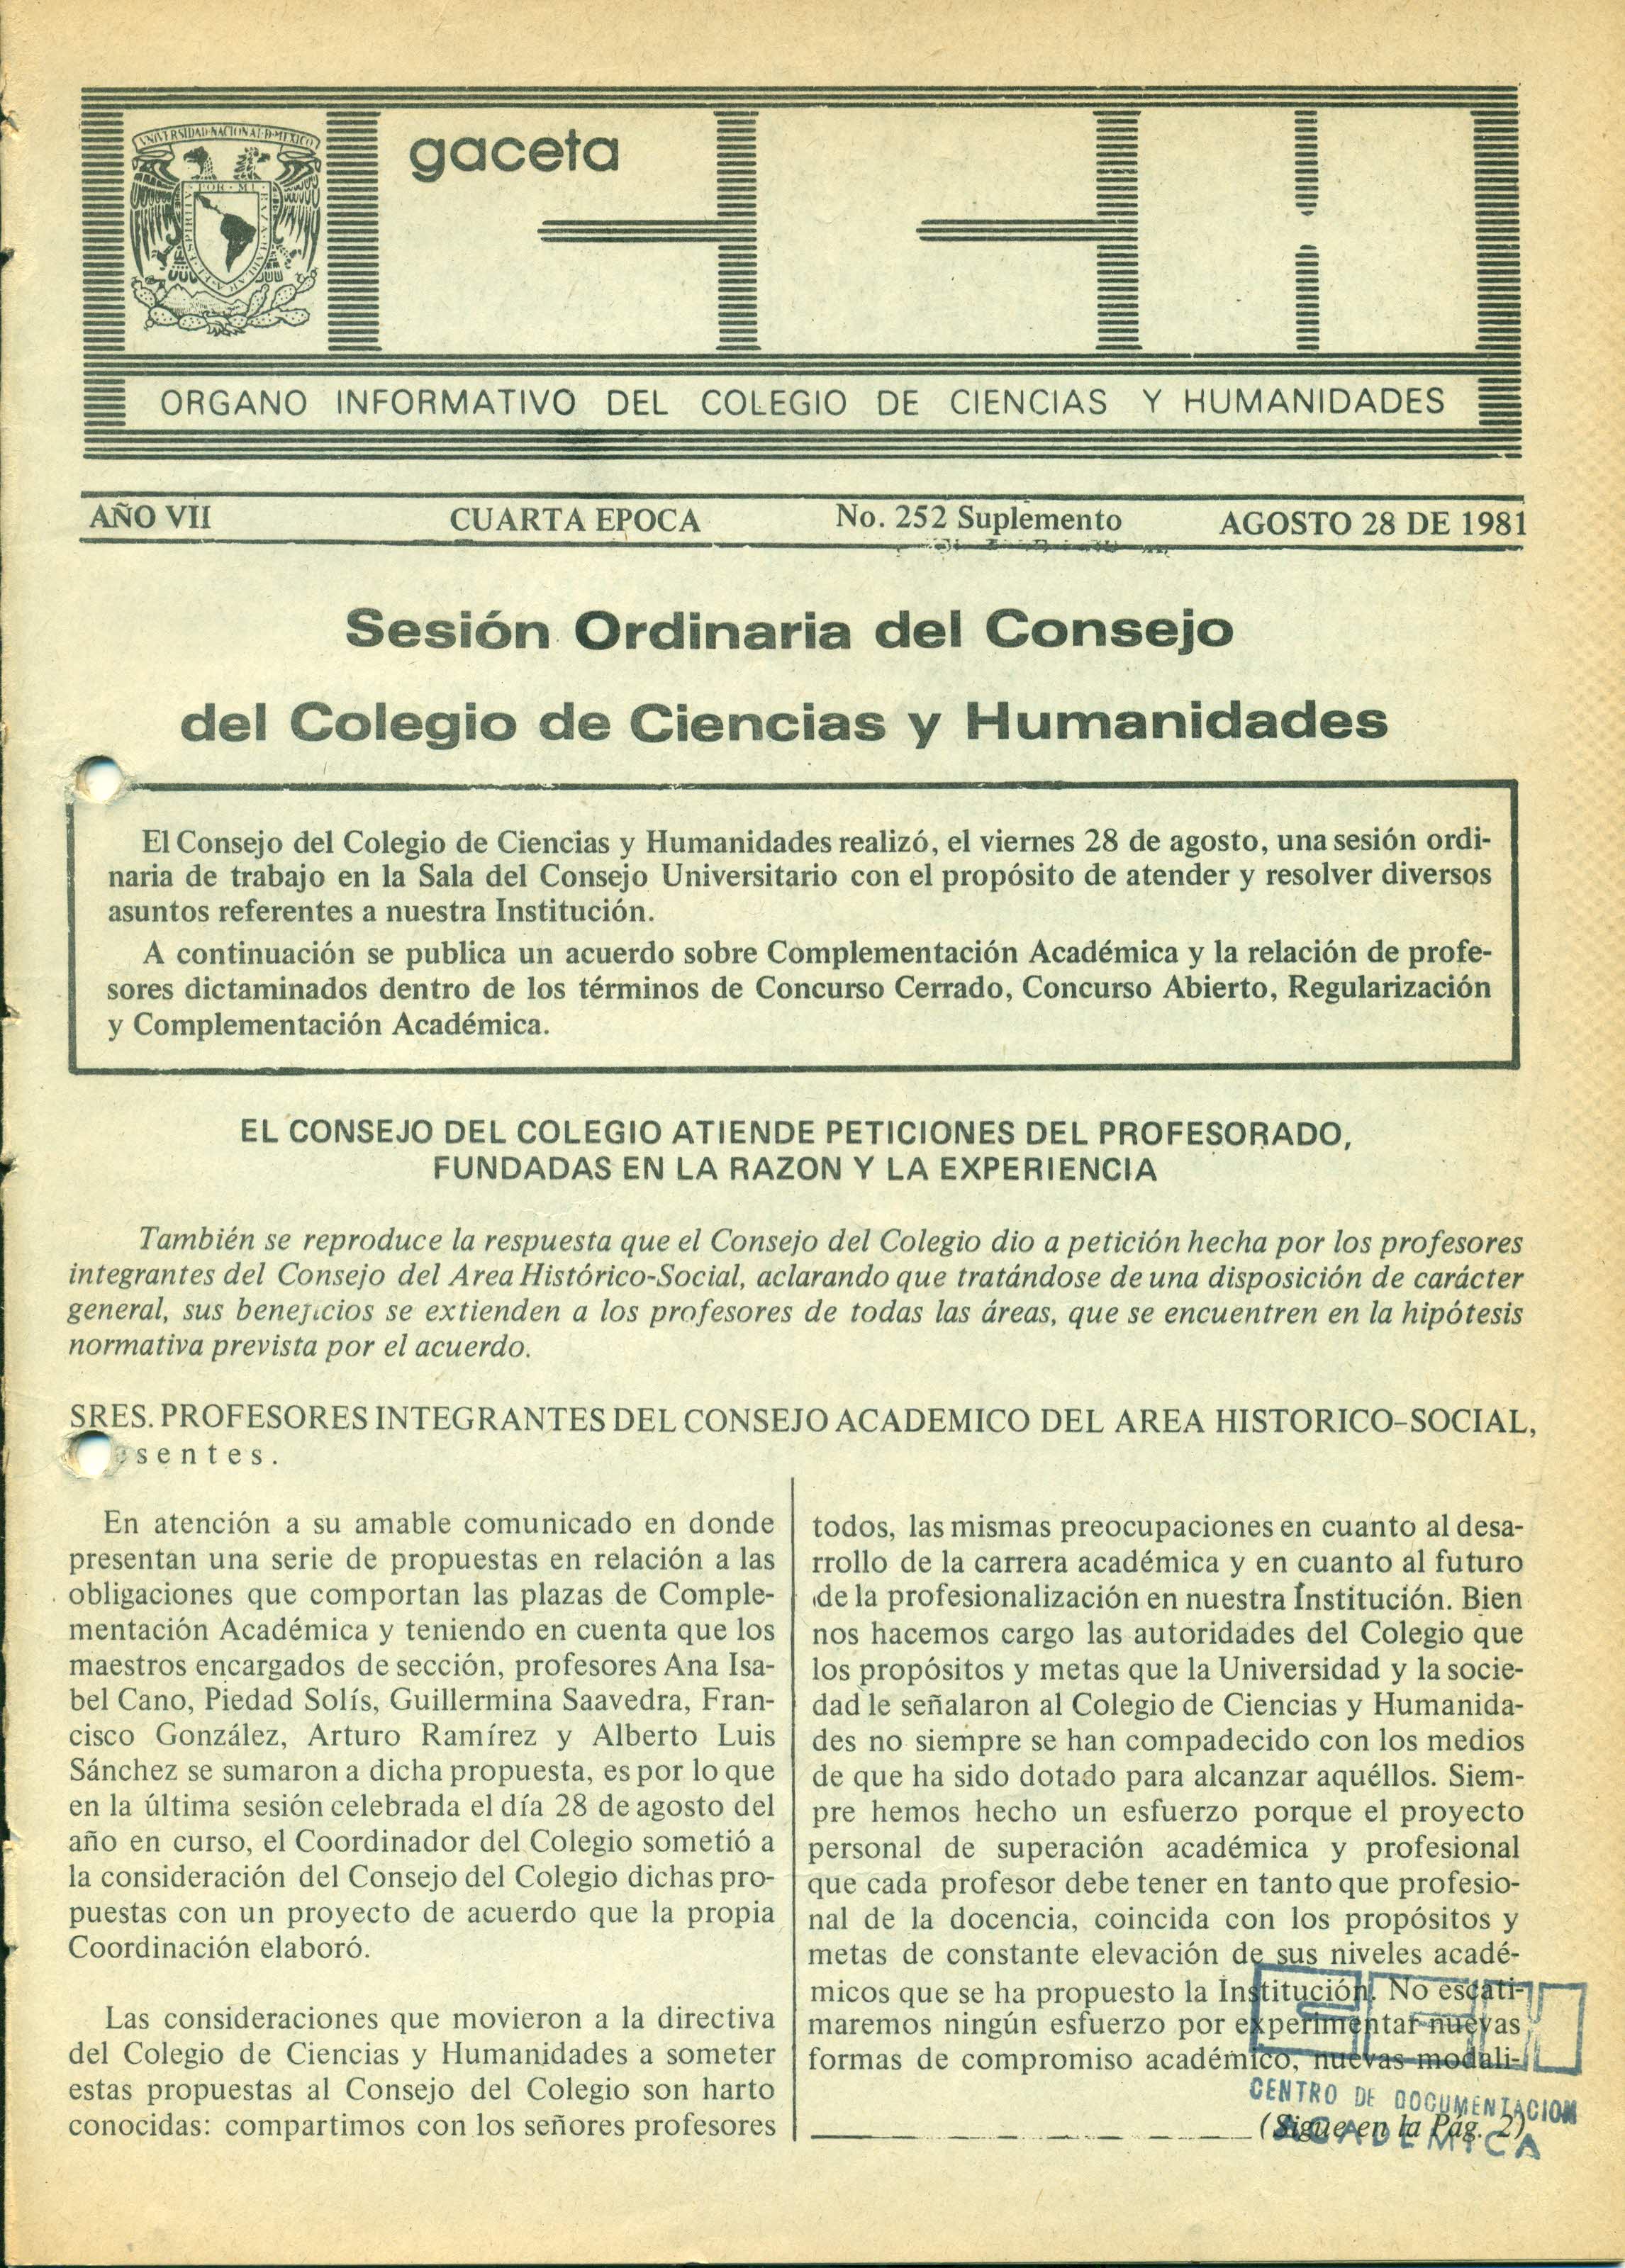 UNIVERSIDAD NACIONAL D MEXICO
POR MI
gaceta
ORGANO INFORMATIVO DEL COLEGIO DE CIENCIAS Y HUMANIDADES
AÑO VII CUARTA EPOCA No. 252 Suplemento AGOSTO 28 DE 1981
Sesión Ordinaria del Consejo
del Colegio de Ciencias y Humanidades
El Consejo del Colegio de Ciencias y Humanidades realizó, el viernes 28 de agosto, una sesión ordi-
naria de trabajo en la Sala del Consejo Universitario con el propósito de atender y resolver diversos
asuntos referentes a nuestra Institución.
A continuación se publica un acuerdo sobre Complementación Académica y la relación de profe-
sores dictaminados dentro de los términos de Concurso Cerrado, Concurso Abierto, Regularización
y Complementación Académica.
EL CONSEJO DEL COLEGIO ATIENDE PETICIONES DEL PROFESORADO,
FUNDADAS EN LA RAZON Y LA EXPERIENCIA
También se reproduce la respuesta que el Consejo del Colegio dio a petición hecha por los profesores
integrantes del Consejo del Area Histórico-Social, aclarando que tratándose de una disposición de carácter
general, sus beneficios se extienden a los profesores de todas las áreas, que se encuentren en la hipótesis
normativa prevista por el acuerdo.
SRES. PROFESORES INTEGRANTES DEL CONSEJO ACADEMICO DEL AREA HISTORICO-SOCIAL,
esentes.
En atención a su amable comunicado en donde
presentan una serie de propuestas en relación a las
obligaciones que comportan las plazas de Comple-
mentación Académica y teniendo en cuenta que los
maestros encargados de sección, profesores Ana Isa-
bel Cano, Piedad Solís, Guillermina Saavedra, Fran-
cisco González, Arturo Ramírez y Alberto Luis
Sánchez se sumaron a dicha propuesta, es por lo que
en la última sesión celebrada el día 28 de agosto del
año en curso, el Coordinador del Colegio sometió a
la consideración del Consejo del Colegio dichas pro-
puestas con un proyecto de acuerdo que la propia
Coordinación elaboró.
Las consideraciones que movieron a la directiva
del Colegio de Ciencias y Humanidades a someter
estas propuestas al Consejo del Colegio son harto
conocidas: compartimos con los señores profesores
todos, las mismas preocupaciones en cuanto al desa-
rrollo de la carrera académica y en cuanto al futuro
de la profesionalización en nuestra Institución. Bien
nos hacemos cargo las autoridades del Colegio que
los propósitos y metas que la Universidad y la socie-
dad le señalaron al Colegio de Ciencias y Humanida-
des no siempre se han compadecido con los medios
de que ha sido dotado para alcanzar aquéllos. Siem-
pre hemos hecho un esfuerzo porque el proyecto
personal de superación académica y profesional
que cada profesor debe tener en tanto que profesio-
nal de la docencia, coincida con los propósitos y
metas de constante elevación de sus niveles acadé-
micos que se ha propuesto la Institución. No escati-
maremos ningún esfuerzo por experimentar nuevas
formas de compromiso académico, nuevas modali-
(Sigue en la Pág. 2)
CENTRO DE DOCUMENTACION
ACADEMICA